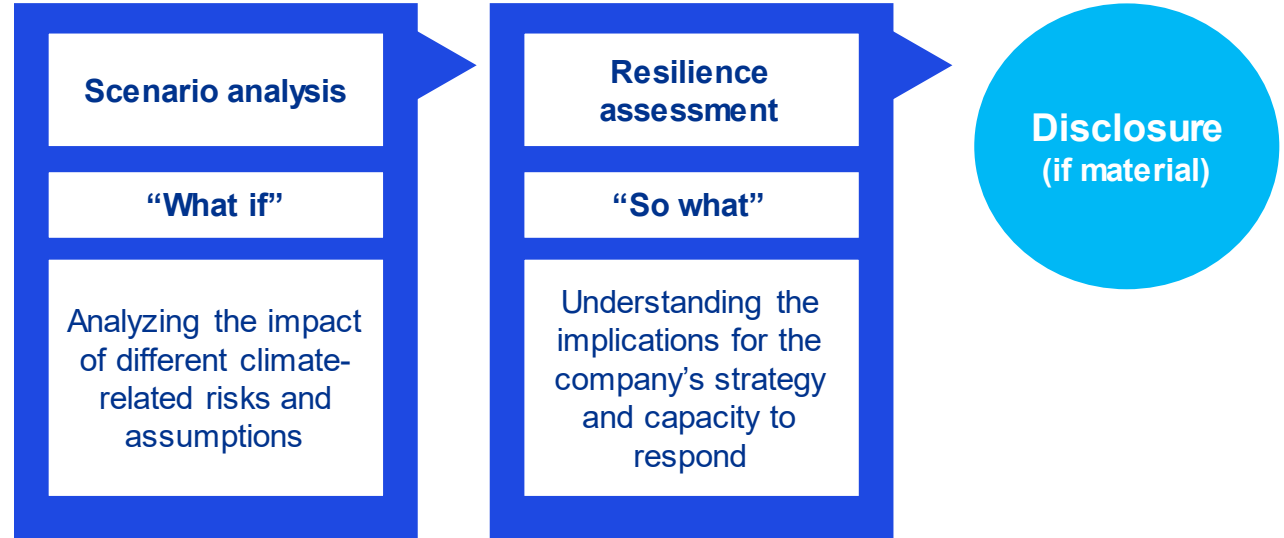 Scenario analysis
“What if”
Analyzing the impact
of different climate-
related risks and
assumptions
Resilience
assessment
“So what”
Understanding the
implications for the
company’s strategy
and capacity to
respond
Disclosure
(if material)